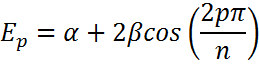 E_p = α + 2βcos(2pπ/n)